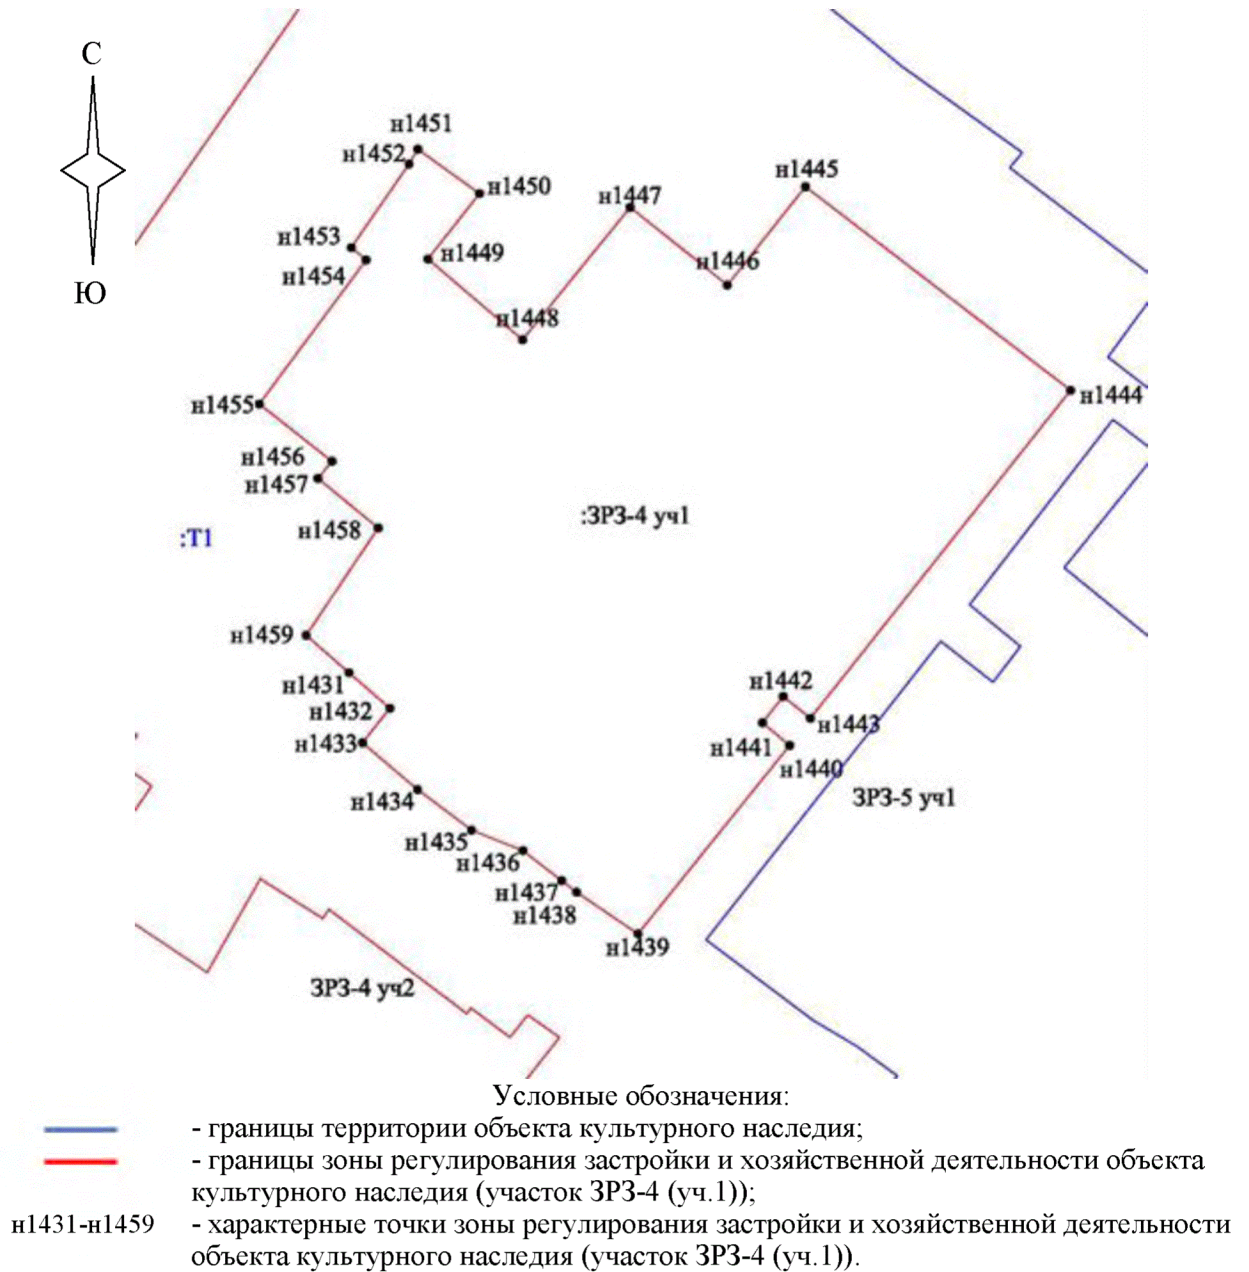 С
Ю
н1451
н1452
н1450
н1445
н1447
н1453
н1449
н1446
н1454
н1448
н1444
н1455
н1456
н1457
:ЗРЗ-4 уч1
н1458
:Т1
н1459
н1431
н1442
н1432
н1443
н1433
н1441
н1440
н1434
ЗРЗ-5 уч1
н1435
н1436
н1437
н1438
н1439
ЗРЗ-4 уч2
Условные обозначения:
- границы территории объекта культурного наследия;
- границы зоны регулирования застройки и хозяйственной деятельности объекта
культурного наследия (участок ЗРЗ-4 (уч.1));
н1431-н1459 - характерные точки зоны регулирования застройки и хозяйственной деятельности
объекта культурного наследия (участок ЗРЗ-4 (уч.1)).